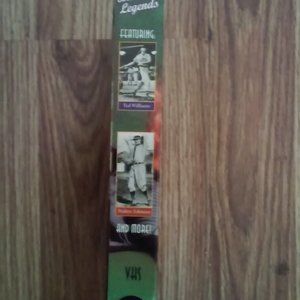 Legends
FEATURING:
Ted Williams
Walter Johnson
AND MORE!
VHS